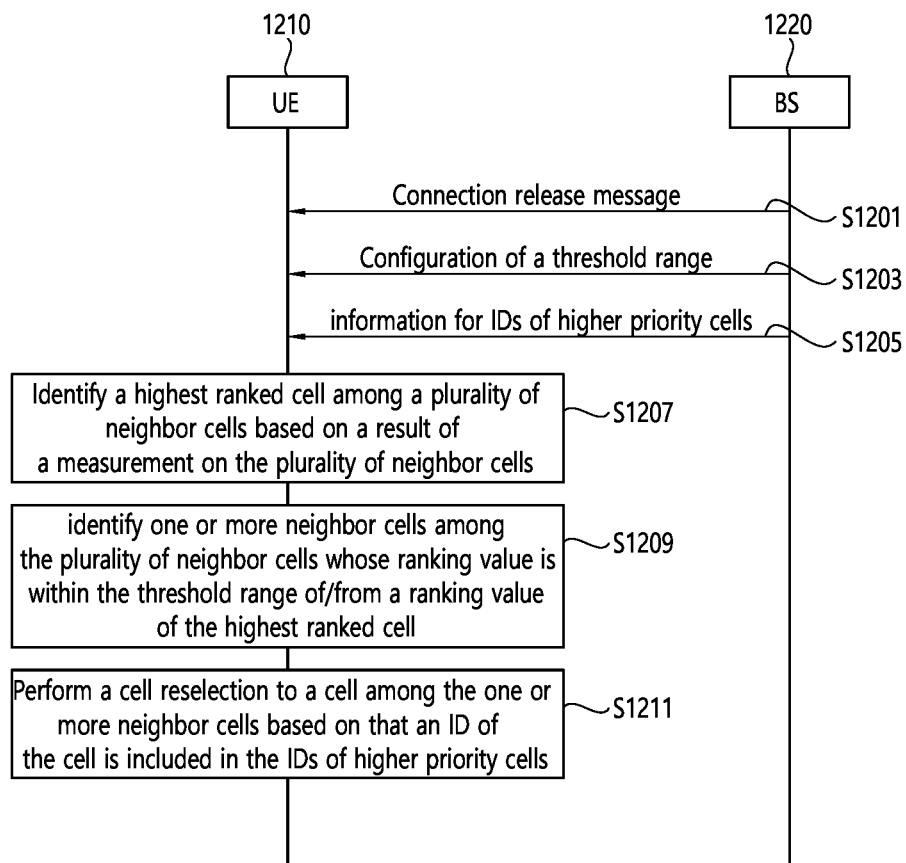 1210
1220
UE
BS
Connection release message
S1201
Configuration of a threshold range
S1203
information for IDs of higher priority cells
S1205
Identify a highest ranked cell among a plurality of
neighbor cells based on a result of
a measurement on the plurality of neighbor cells
S1207
identify one or more neighbor cells among
the plurality of neighbor cells whose ranking value is
within the threshold range of/from a ranking value
of the highest ranked cell
S1209
Perform a cell reselection to a cell among the one or
more neighbor cells based on that an ID of
the cell is included in the IDs of higher priority cells
S1211